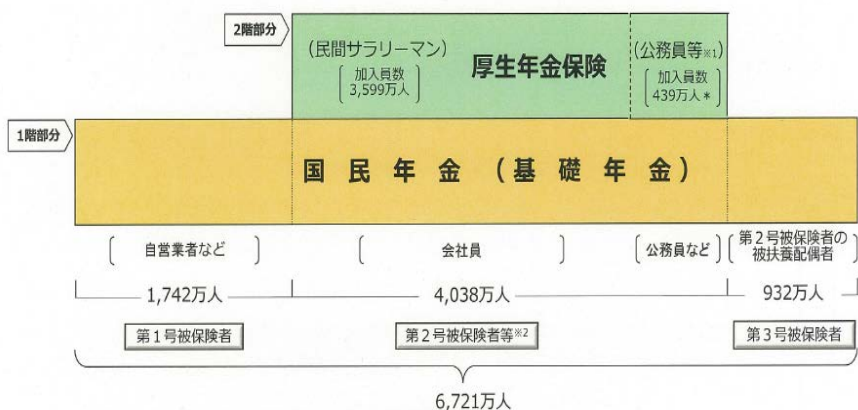 2階部分
(民間サラリーマン)
加入員数
3,599万人
厚生年金保険
(公務員等※1)
加入員数
439万人*
1階部分
国民年金(基礎年金)
自営業者など
会社員
公務員など
第2号被保険者の
被扶養配偶者
1,742万人
4,038万人
932万人
第1号被保険者
第2号被保険者等※2
第3号被保険者
6,721万人